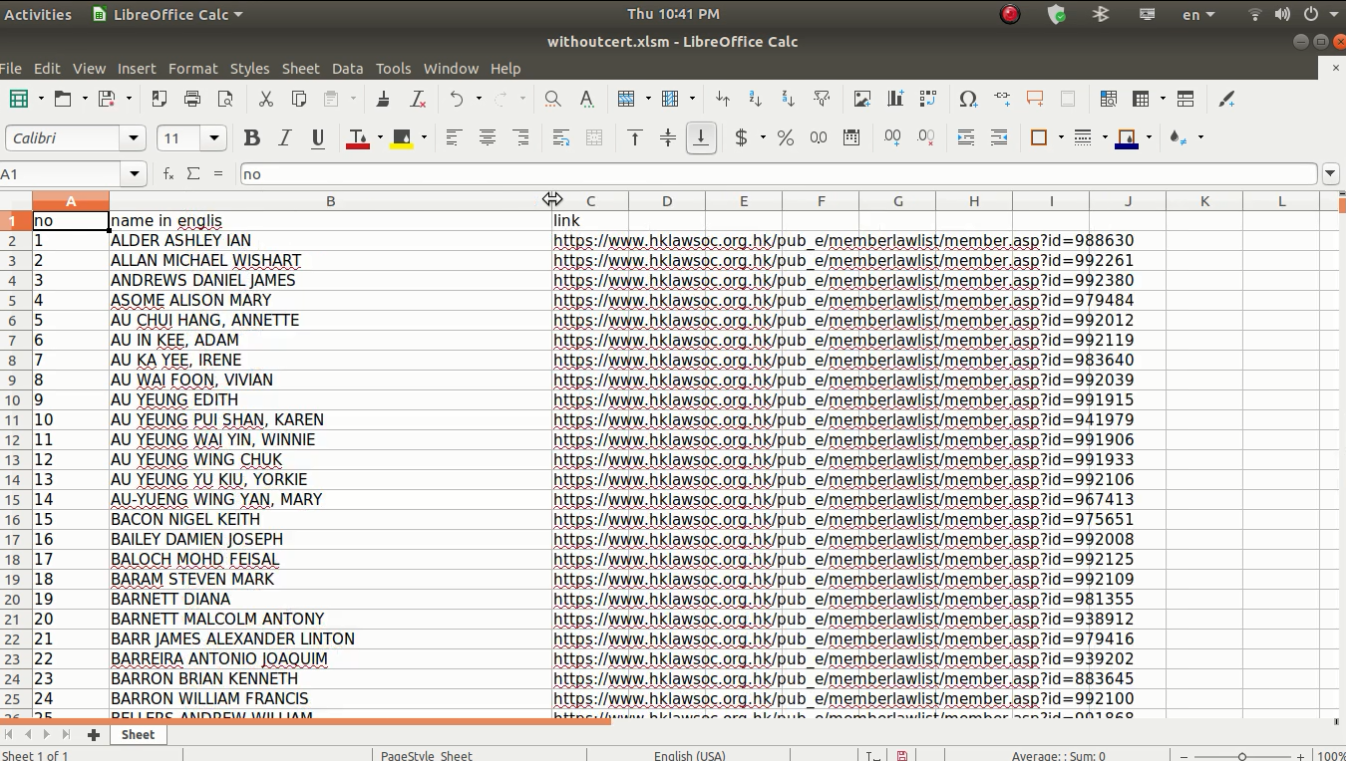 Activities LibreOffice Calc Thu 10:41 PM en
withoutcert.xlsm - LibreOffice Calc
File Edit View Insert Format Styles Sheet Data Tools Window Help
Calibri 11
A1 no
A B C D E F G H I J K L
1 no name in englis link
2 1 ALDER ASHLEY IAN https://www.hklawsoc.org.hk/pub_e/memberlawlist/member.asp?id=988630
3 2 ALLAN MICHAEL WISHART https://www.hklawsoc.org.hk/pub_e/memberlawlist/member.asp?id=992261
4 3 ANDREWS DANIEL JAMES https://www.hklawsoc.org.hk/pub_e/memberlawlist/member.asp?id=992380
5 4 ASOME ALISON MARY https://www.hklawsoc.org.hk/pub_e/memberlawlist/member.asp?id=979484
6 5 AU CHUI HANG, ANNETTE https://www.hklawsoc.org.hk/pub_e/memberlawlist/member.asp?id=992012
7 6 AU IN KEE, ADAM https://www.hklawsoc.org.hk/pub_e/memberlawlist/member.asp?id=992119
8 7 AU KA YEE, IRENE https://www.hklawsoc.org.hk/pub_e/memberlawlist/member.asp?id=983640
9 8 AU WAI FOON, VIVIAN https://www.hklawsoc.org.hk/pub_e/memberlawlist/member.asp?id=992039
10 9 AU YEUNG EDITH https://www.hklawsoc.org.hk/pub_e/memberlawlist/member.asp?id=991915
11 10 AU YEUNG PUI SHAN, KAREN https://www.hklawsoc.org.hk/pub_e/memberlawlist/member.asp?id=941979
12 11 AU YEUNG WAI YIN, WINNIE https://www.hklawsoc.org.hk/pub_e/memberlawlist/member.asp?id=991906
13 12 AU YEUNG WING CHUK https://www.hklawsoc.org.hk/pub_e/memberlawlist/member.asp?id=991933
14 13 AU YEUNG YU KIU, YORKIE https://www.hklawsoc.org.hk/pub_e/memberlawlist/member.asp?id=992106
15 14 AU-YUENG WING YAN, MARY https://www.hklawsoc.org.hk/pub_e/memberlawlist/member.asp?id=967413
16 15 BACON NIGEL KEITH https://www.hklawsoc.org.hk/pub_e/memberlawlist/member.asp?id=975651
17 16 BAILEY DAMIEN JOSEPH https://www.hklawsoc.org.hk/pub_e/memberlawlist/member.asp?id=992008
18 17 BALOCH MOHD FEISAL https://www.hklawsoc.org.hk/pub_e/memberlawlist/member.asp?id=992125
19 18 BARAM STEVEN MARK https://www.hklawsoc.org.hk/pub_e/memberlawlist/member.asp?id=992109
20 19 BARNETT DIANA https://www.hklawsoc.org.hk/pub_e/memberlawlist/member.asp?id=981355
21 20 BARNETT MALCOLM ANTONY https://www.hklawsoc.org.hk/pub_e/memberlawlist/member.asp?id=938912
22 21 BARR JAMES ALEXANDER LINTON https://www.hklawsoc.org.hk/pub_e/memberlawlist/member.asp?id=979416
23 22 BARREIRA ANTONIO JOAQUIM https://www.hklawsoc.org.hk/pub_e/memberlawlist/member.asp?id=939202
24 23 BARRON BRIAN KENNETH https://www.hklawsoc.org.hk/pub_e/memberlawlist/member.asp?id=883645
25 24 BARRON WILLIAM FRANCIS https://www.hklawsoc.org.hk/pub_e/memberlawlist/member.asp?id=992100
26 25 BELLERS ANDREW WILLIAM https://www.hklawsoc.org.hk/pub_e/memberlawlist/member.asp?id=991868
Sheet
Sheet 1 of 1 PageStyle_Sheet English (USA) Average: ; Sum: 0 100%